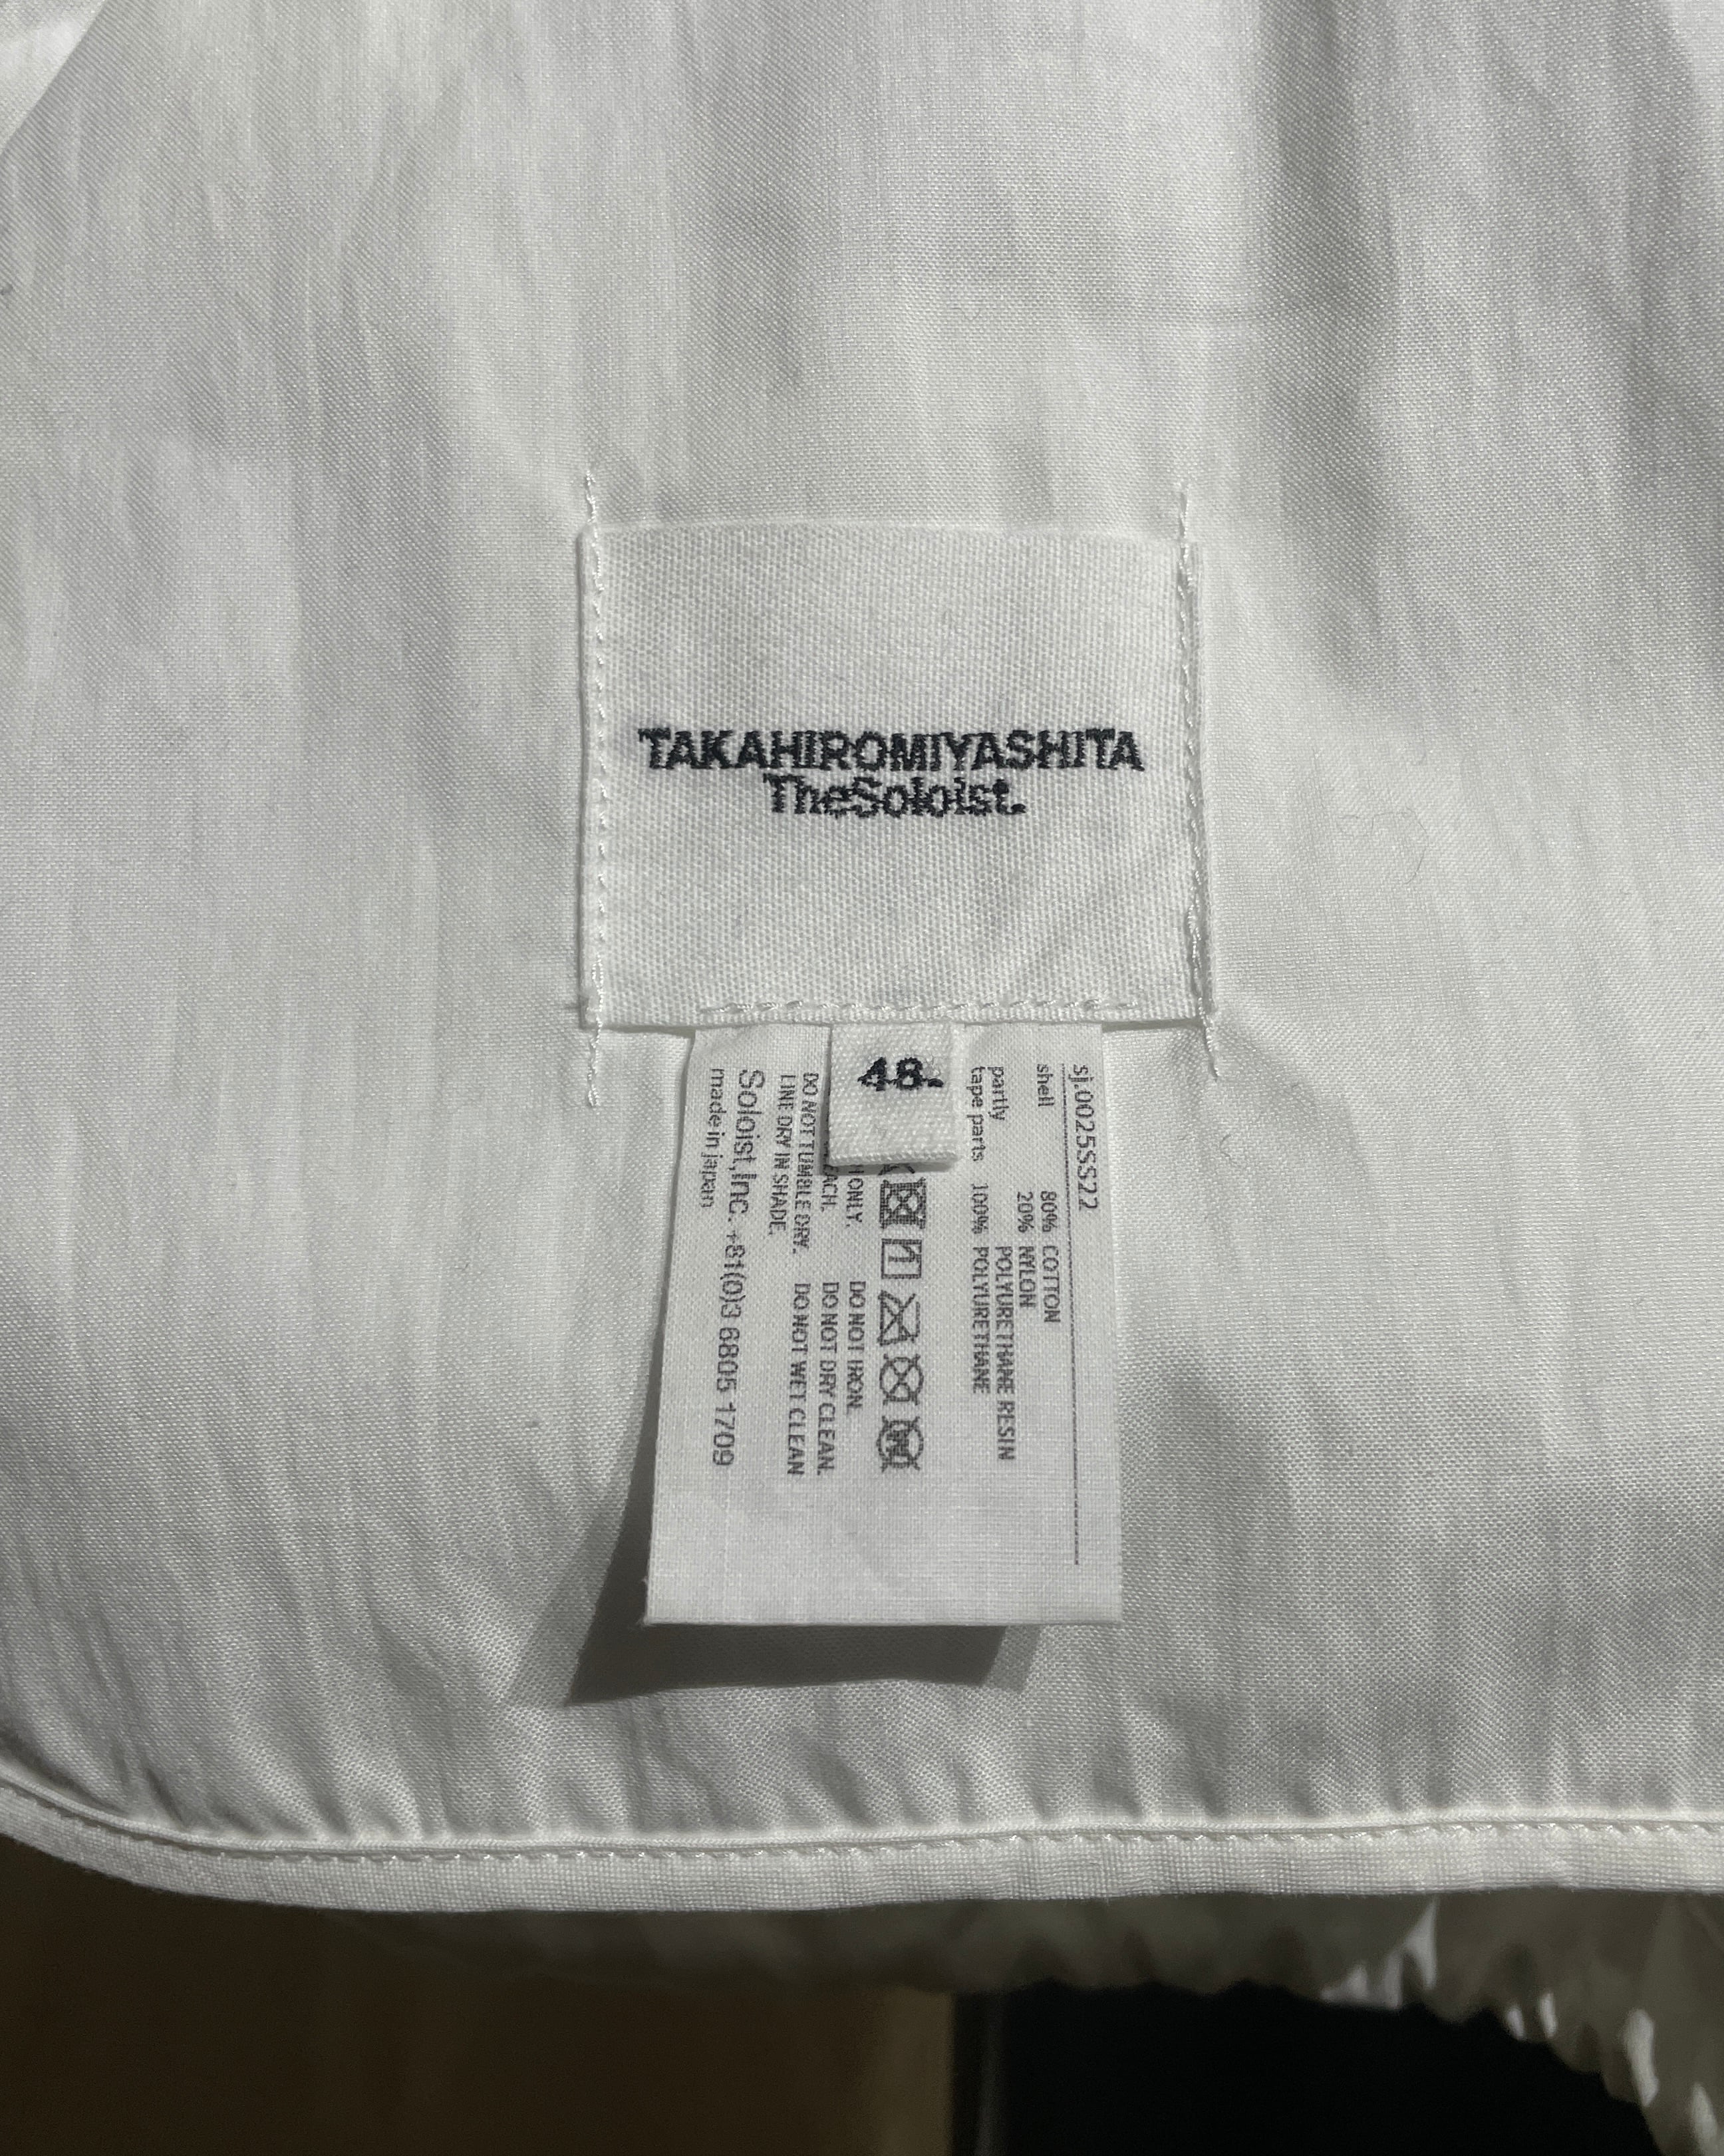 TAKAHIROMIYASHITA
TheSoloist.
48-
sj.0025SS22
shell 80% COTTON
20% NYLON
partly POLYURETHANE RESIN
tape parts 100% POLYURETHANE
ONLY. DO NOT IRON.
DO NOT DRY CLEAN.
DO NOT TUMBLE DRY. DO NOT WET CLEAN
LINE DRY IN SHADE.
Soloist,Inc. +81(0)3 6805 1709
made in japan